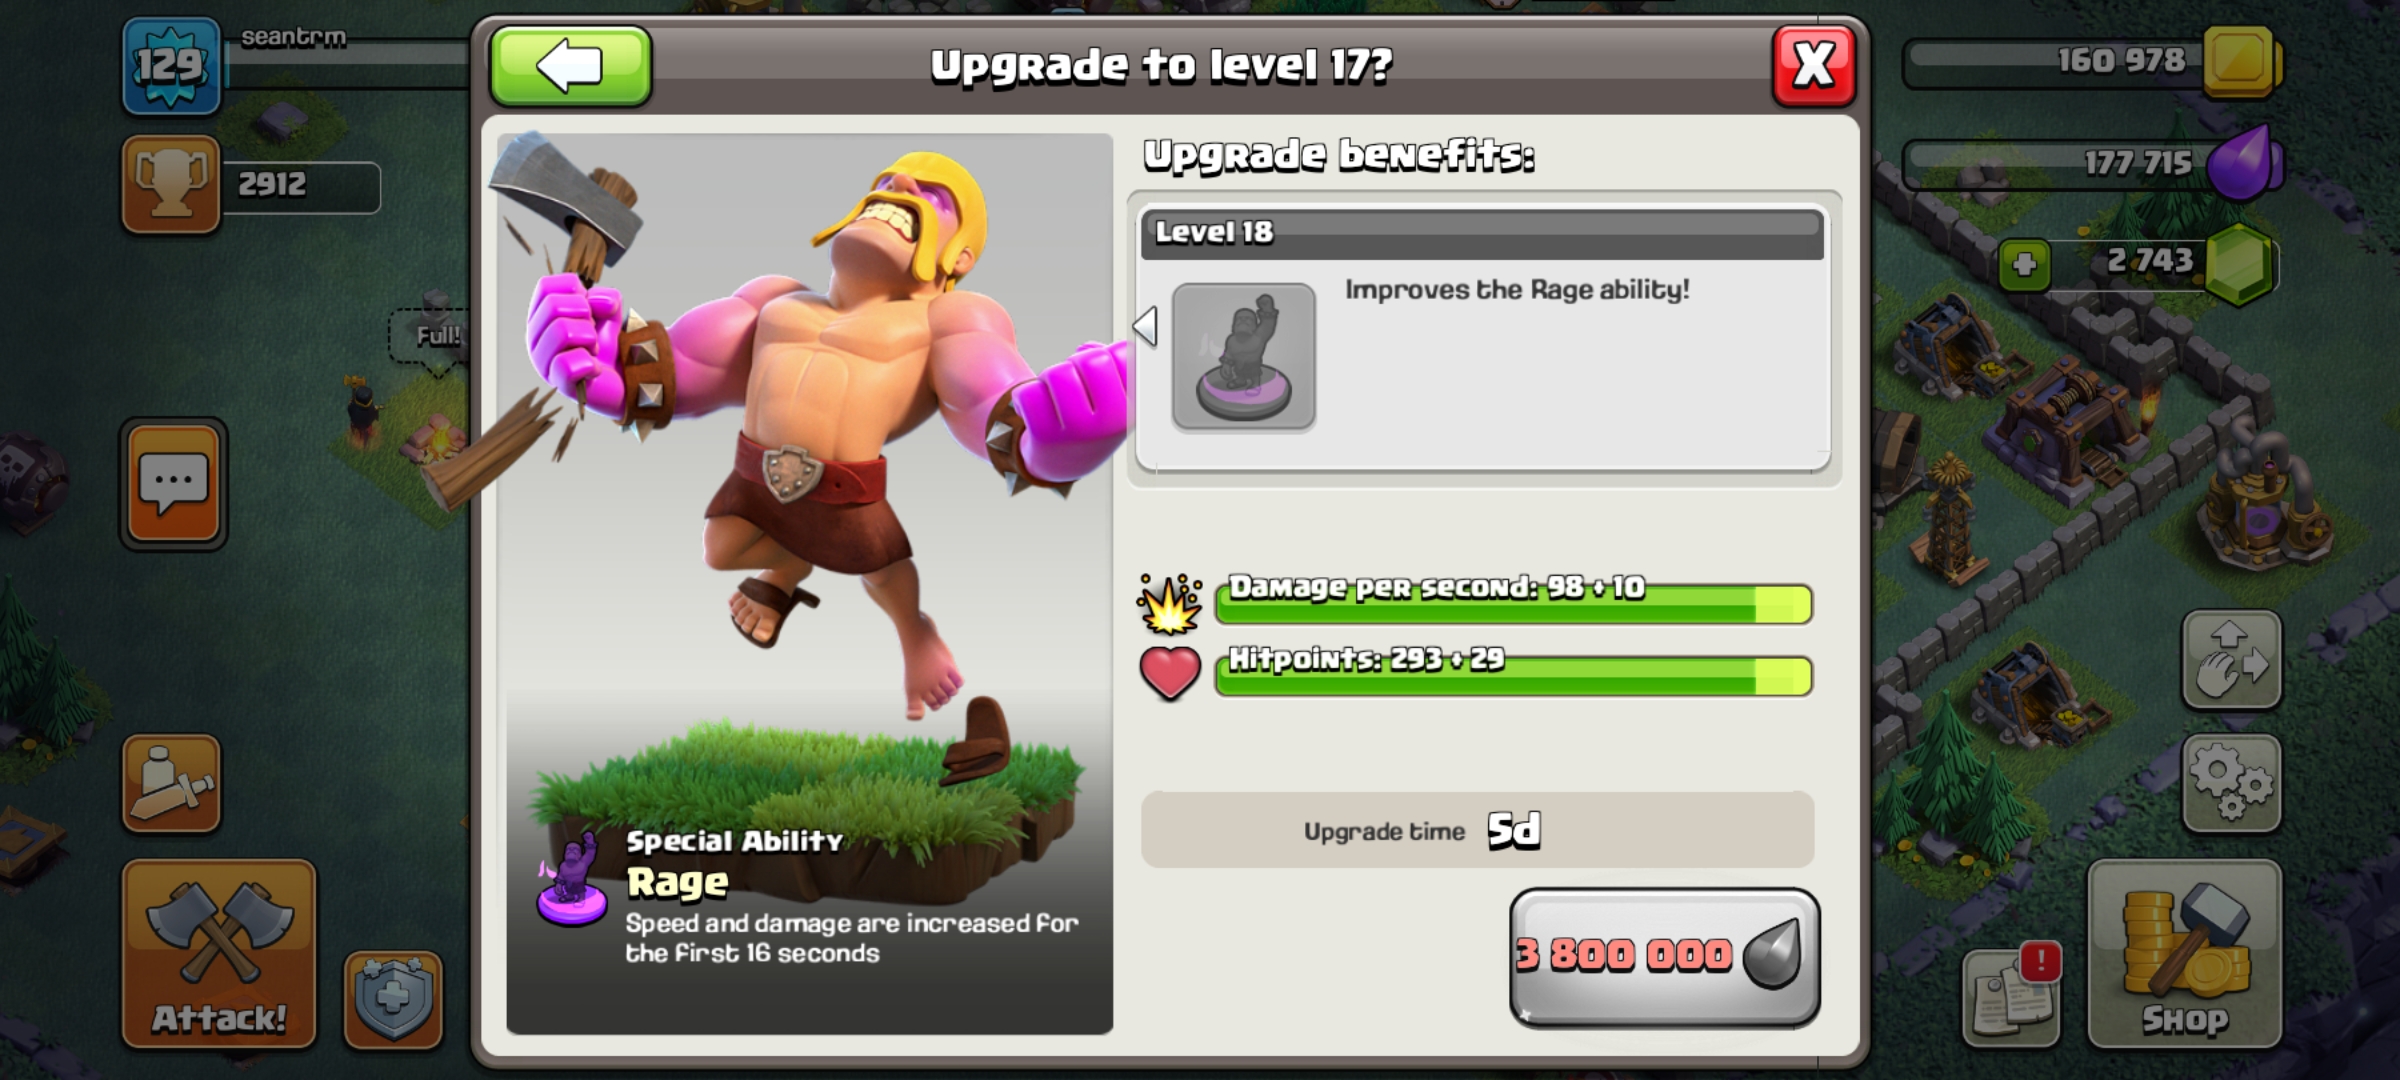 129
seantrm
2912
Full!
Attack!
Upgrade to level 17?
X
Special Ability
Rage
Speed and damage are increased for
the first 16 seconds
Upgrade benefits:
Level 18
Improves the Rage ability!
Damage per second: 98 + 10
Hitpoints: 293 + 29
Upgrade time 5d
3 800 000
160 978
177 715
2 743
!
Shop